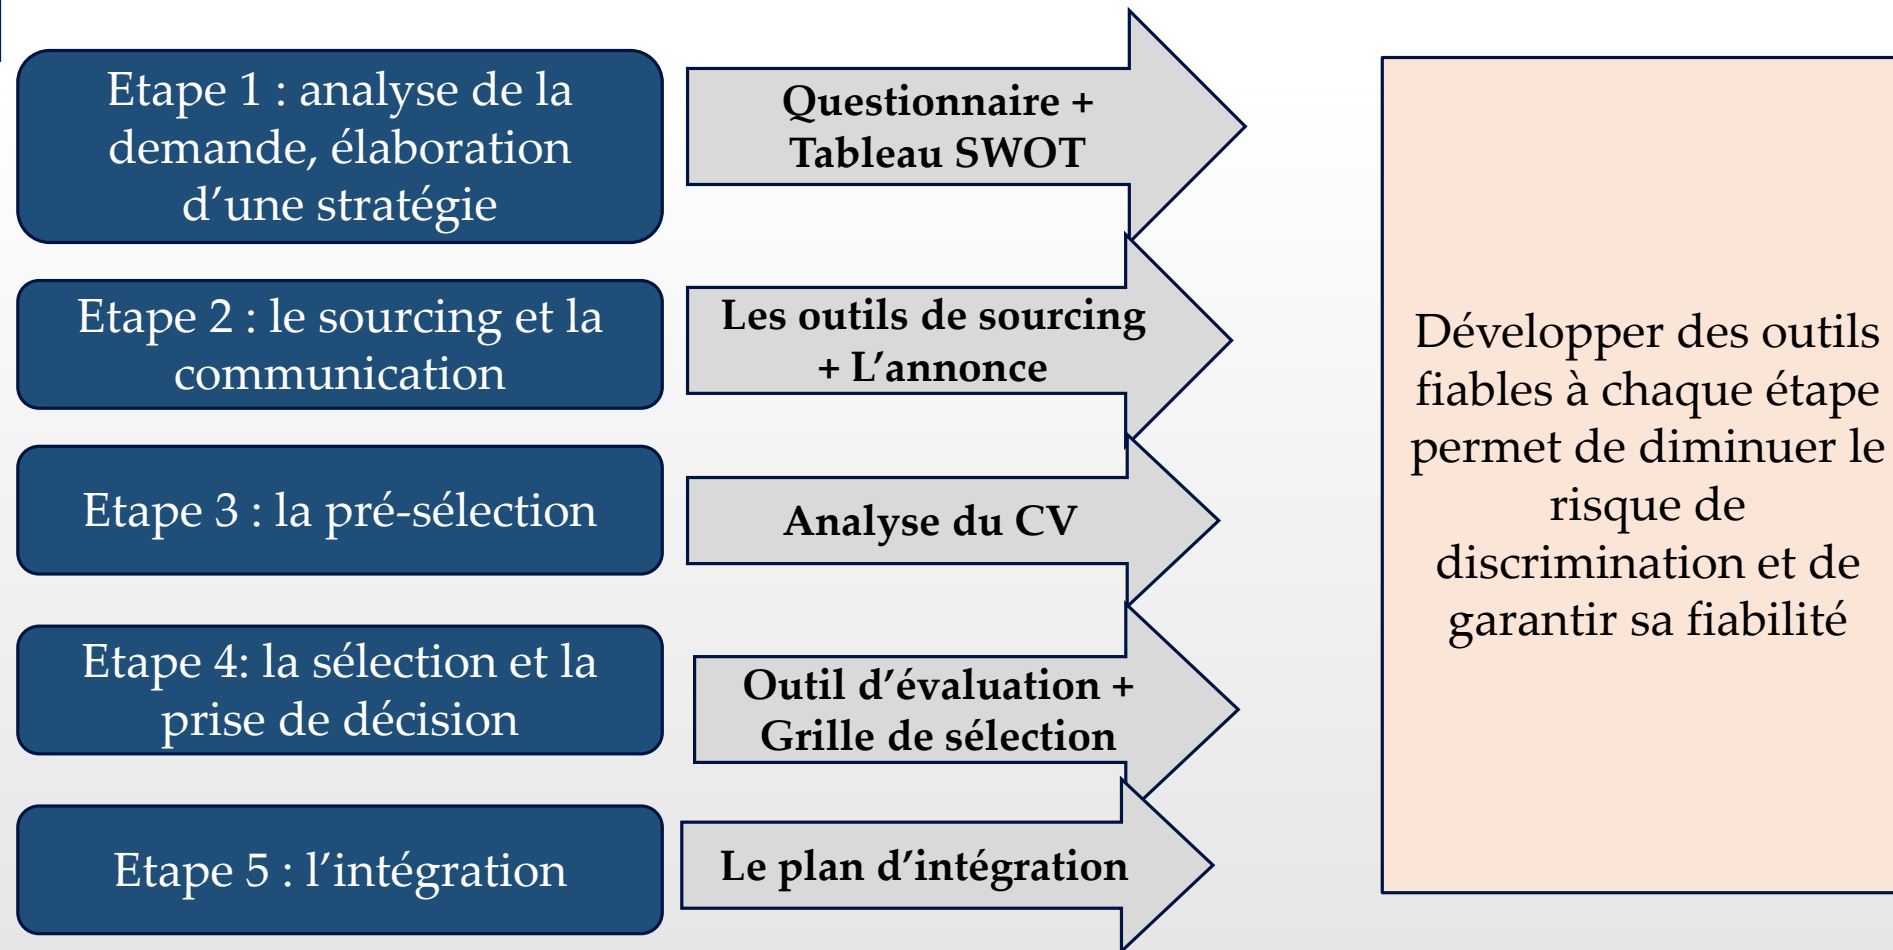 Etape 1 : analyse de la
demande, élaboration
d’une stratégie
Questionnaire +
Tableau SWOT
Etape 2 : le sourcing et la
communication
Les outils de sourcing
+ L’annonce
Etape 3 : la pré-sélection
Analyse du CV
Etape 4: la sélection et la
prise de décision
Outil d’évaluation +
Grille de sélection
Etape 5 : l’intégration
Le plan d’intégration
Développer des outils
fiables à chaque étape
permet de diminuer le
risque de
discrimination et de
garantir sa fiabilité